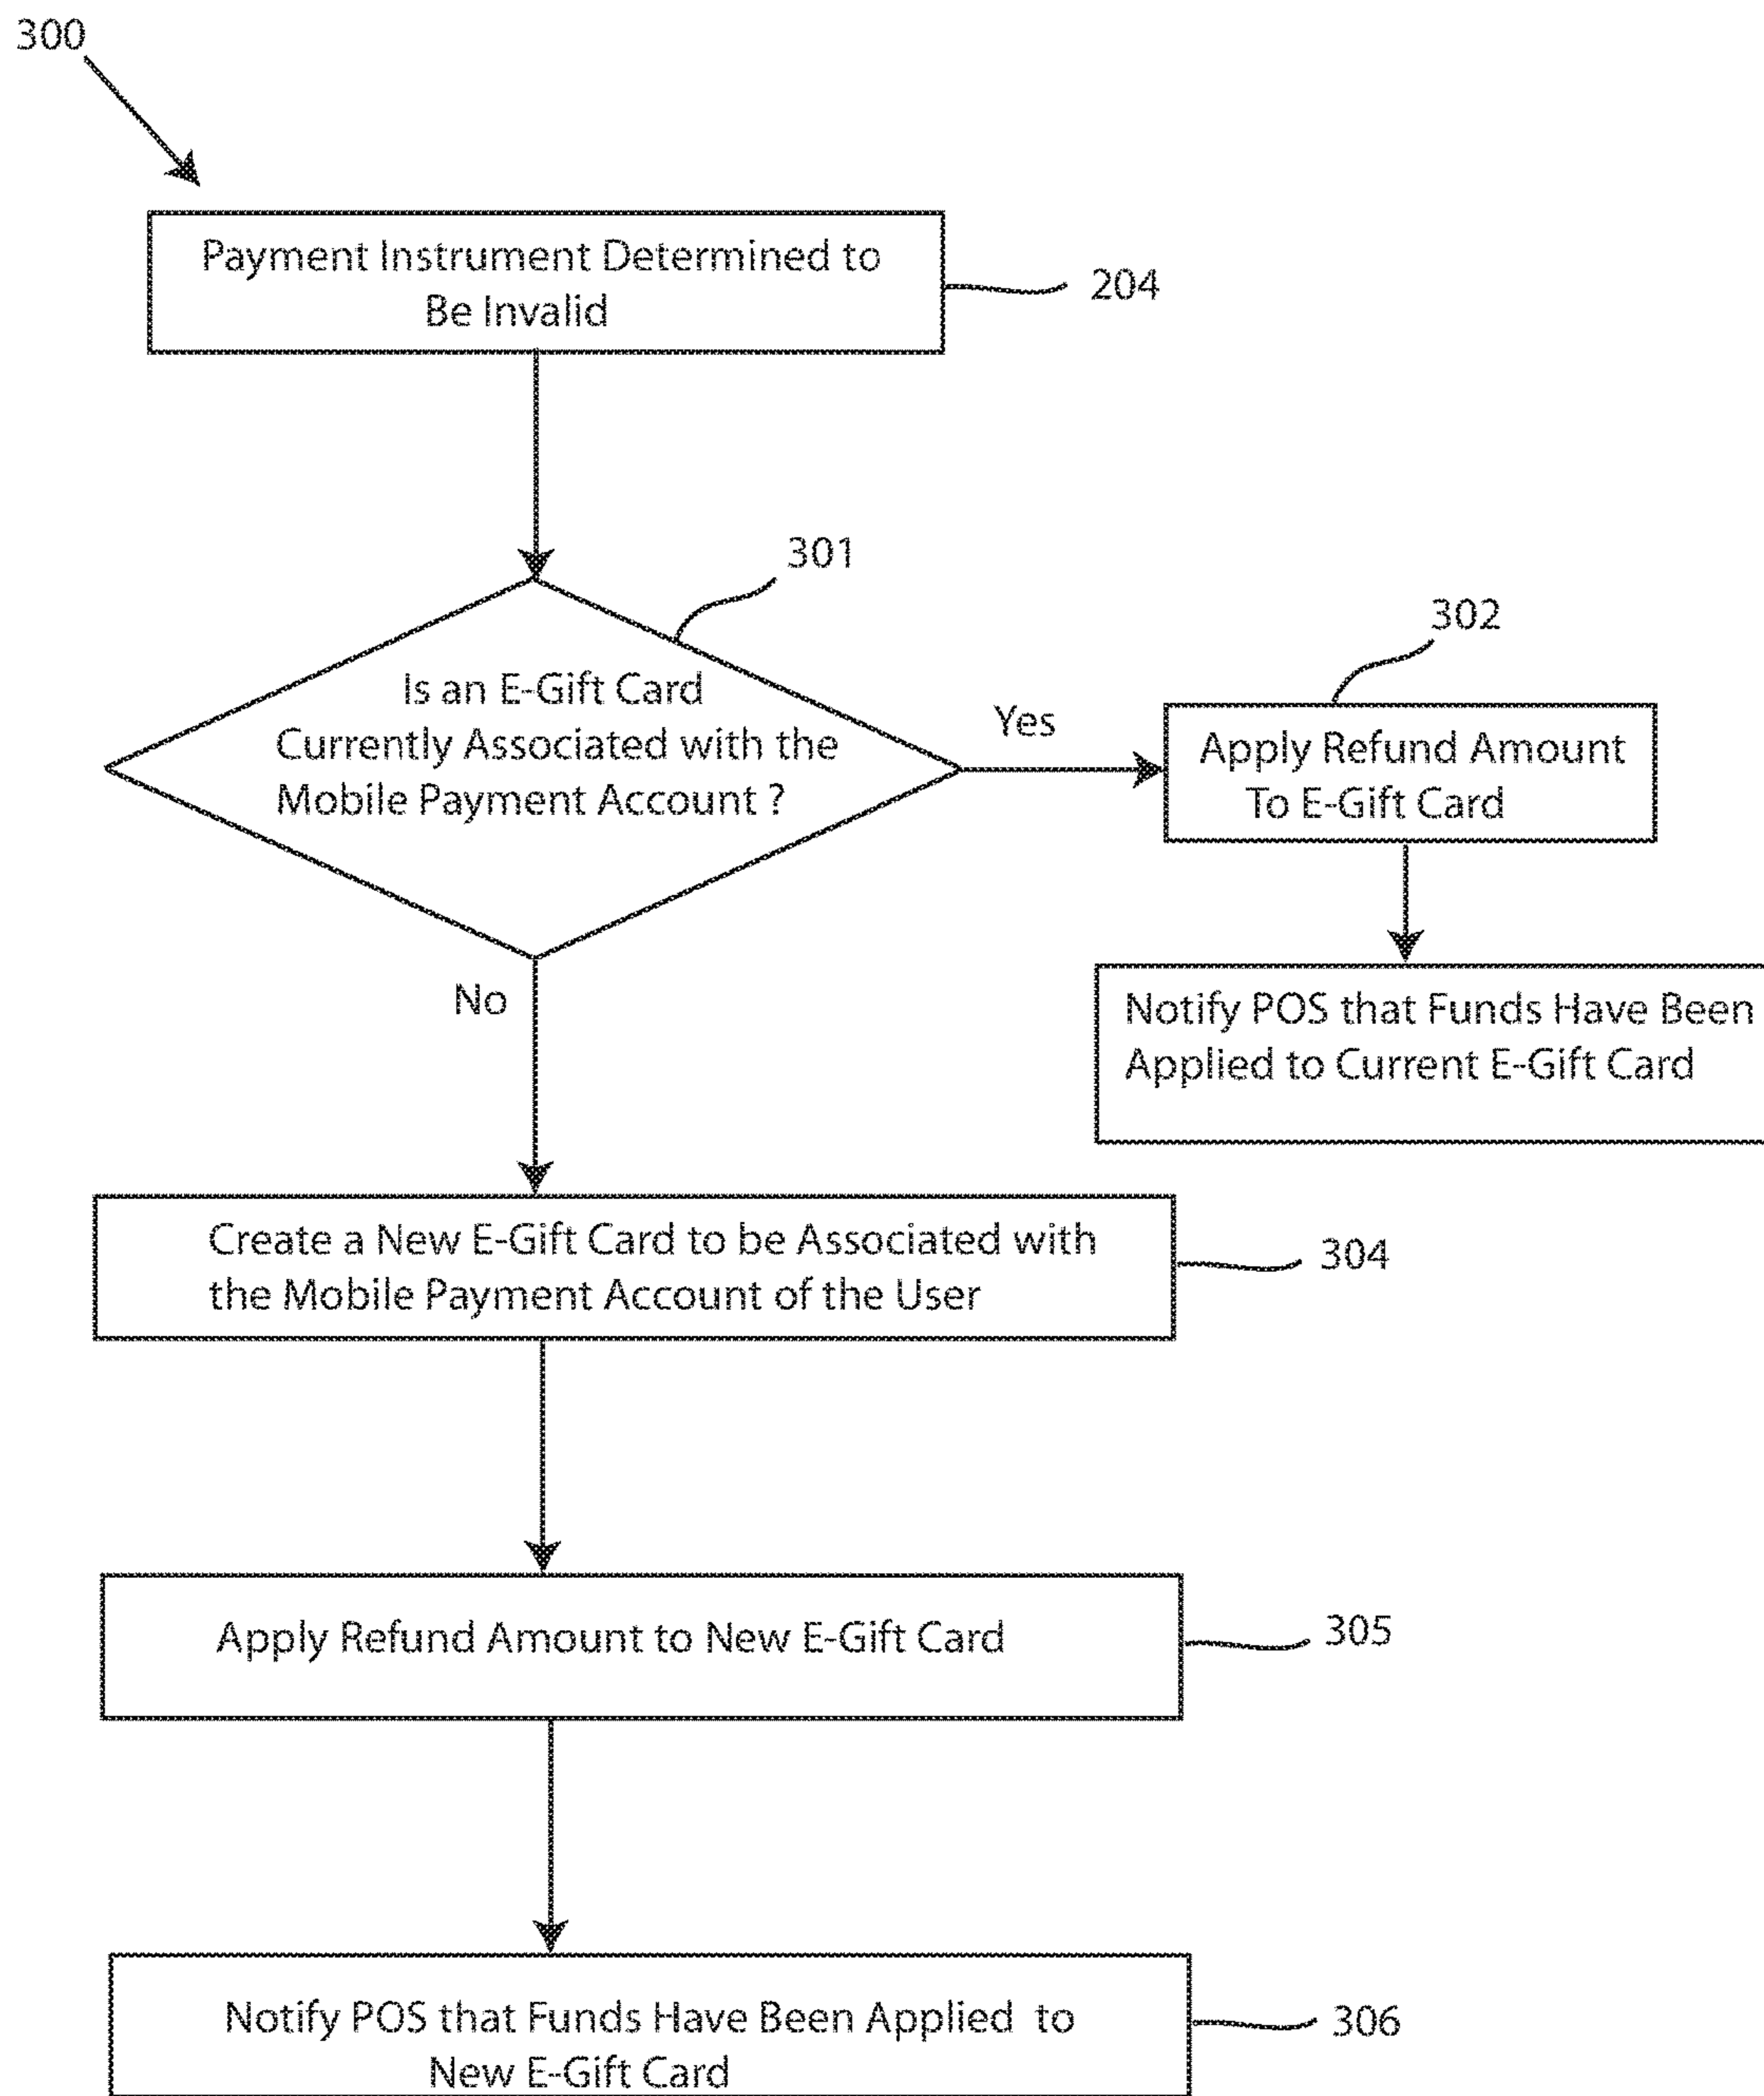 300
Payment Instrument Determined to
Be Invalid
204
301
Is an E-Gift Card
Currently Associated with the
Mobile Payment Account ?
Yes
302
Apply Refund Amount
To E-Gift Card
Notify POS that Funds Have Been
Applied to Current E-Gift Card
No
Create a New E-Gift Card to be Associated with
the Mobile Payment Account of the User
304
Apply Refund Amount to New E-Gift Card
305
Notify POS that Funds Have Been Applied to
New E-Gift Card
306